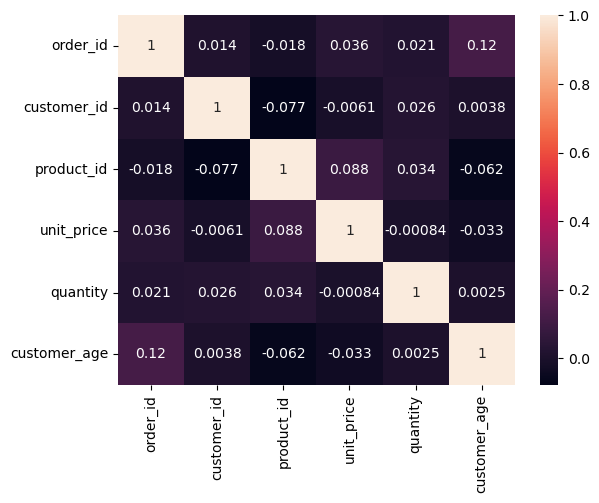 order_id 1 0.014 -0.018 0.036 0.021 0.12
customer_id 0.014 1 -0.077 -0.0061 0.026 0.0038
product_id -0.018 -0.077 1 0.088 0.034 -0.062
unit_price 0.036 -0.0061 0.088 1 -0.00084 -0.033
quantity 0.021 0.026 0.034 -0.00084 1 0.0025
customer_age 0.12 0.0038 -0.062 -0.033 0.0025 1
order_id customer_id product_id unit_price quantity customer_age
1.0
0.8
0.6
0.4
0.2
0.0